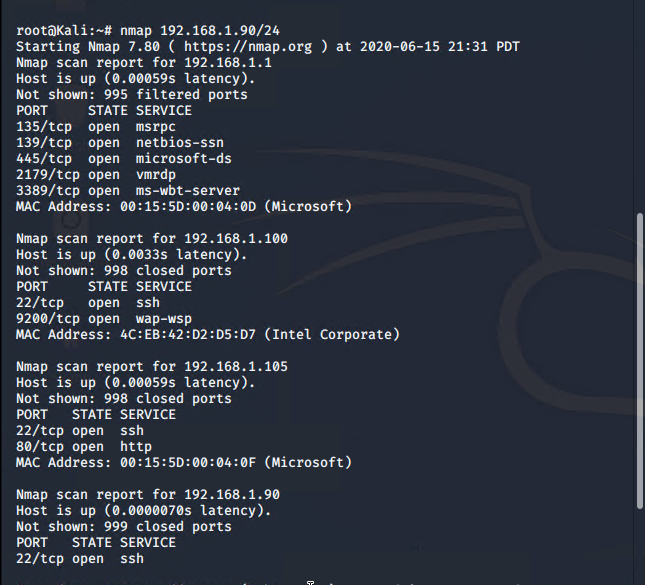 root@Kali:~# nmap 192.168.1.90/24
Starting Nmap 7.80 ( https://nmap.org ) at 2020-06-15 21:31 PDT
Nmap scan report for 192.168.1.1
Host is up (0.00059s latency).
Not shown: 995 filtered ports
PORT     STATE SERVICE
135/tcp  open  msrpc
139/tcp  open  netbios-ssn
445/tcp  open  microsoft-ds
2179/tcp open  vmrdp
3389/tcp open  ms-wbt-server
MAC Address: 00:15:5D:00:04:0D (Microsoft)

Nmap scan report for 192.168.1.100
Host is up (0.0033s latency).
Not shown: 998 closed ports
PORT     STATE SERVICE
22/tcp   open  ssh
9200/tcp open  wap-wsp
MAC Address: 4C:EB:42:D2:D5:D7 (Intel Corporate)

Nmap scan report for 192.168.1.105
Host is up (0.00059s latency).
Not shown: 998 closed ports
PORT   STATE SERVICE
22/tcp open  ssh
80/tcp open  http
MAC Address: 00:15:5D:00:04:0F (Microsoft)

Nmap scan report for 192.168.1.90
Host is up (0.0000070s latency).
Not shown: 999 closed ports
PORT   STATE SERVICE
22/tcp open  ssh